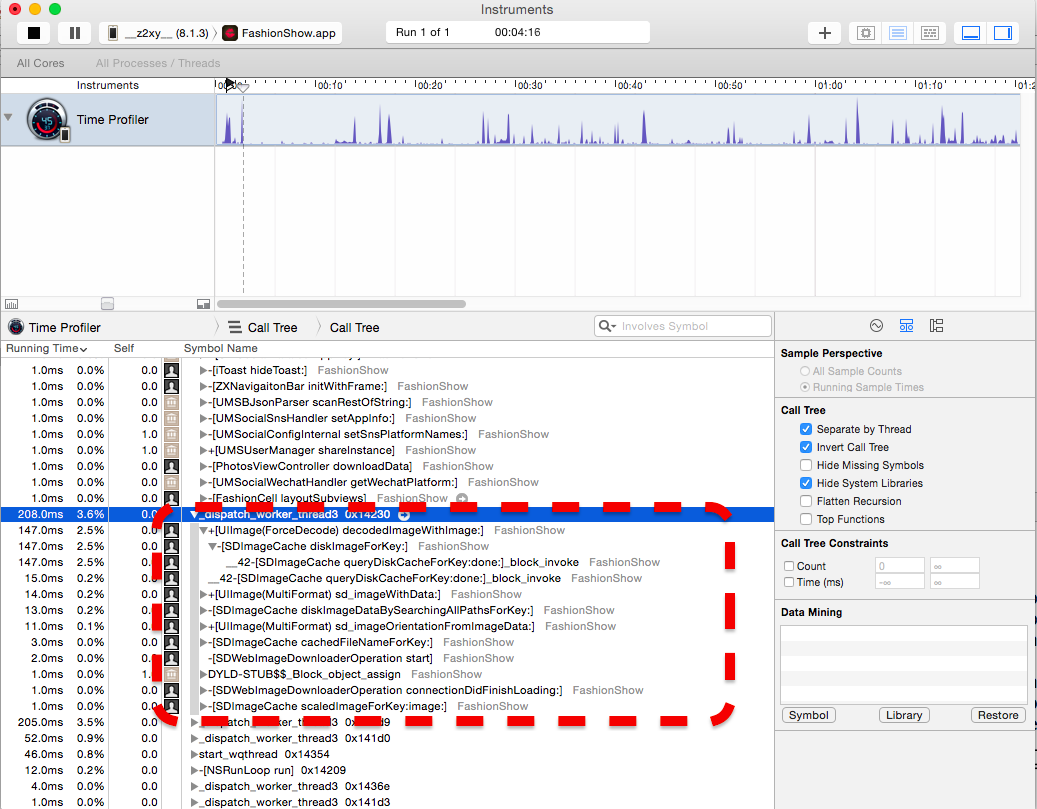 Instruments
__z2xy__ (8.1.3) FashionShow.app
Run 1 of 1 00:04:16
All Cores All Processes / Threads
Instruments
00:10 00:20 00:30 00:40 00:50 01:00 01:10
Time Profiler
Time Profiler Call Tree Call Tree Involves Symbol
Running Time Self Symbol Name
1.0ms 0.0% 0.0 -[iToast hideToast:] FashionShow
1.0ms 0.0% 0.0 -[ZXNavigaitonBar initWithFrame:] FashionShow
1.0ms 0.0% 0.0 -[UMSBJsonParser scanRestOfString:] FashionShow
1.0ms 0.0% 0.0 -[UMSocialSnsHandler setAppInfo:] FashionShow
1.0ms 0.0% 1.0 -[UMSocialConfigInternal setSnsPlatformNames:] FashionShow
1.0ms 0.0% 1.0 +[UMSUserManager shareInstance] FashionShow
1.0ms 0.0% 0.0 -[PhotosViewController downloadData] FashionShow
1.0ms 0.0% 0.0 -[UMSocialWechatHandler getWechatPlatform:] FashionShow
1.0ms 0.0% 0.0 -[FashionCell layoutSubviews] FashionShow
208.0ms 3.6% 0.0 _dispatch_worker_thread3 0x14230
147.0ms 2.5% 0.0 +[UIImage(ForceDecode) decodedImageWithImage:] FashionShow
147.0ms 2.5% 0.0 -[SDImageCache diskImageForKey:] FashionShow
147.0ms 2.5% 0.0 __42-[SDImageCache queryDiskCacheForKey:done:]_block_invoke FashionShow
15.0ms 0.2% 0.0 __42-[SDImageCache queryDiskCacheForKey:done:]_block_invoke FashionShow
14.0ms 0.2% 0.0 +[UIImage(MultiFormat) sd_imageWithData:] FashionShow
13.0ms 0.2% 0.0 -[SDImageCache diskImageDataBySearchingAllPathsForKey:] FashionShow
11.0ms 0.1% 0.0 +[UIImage(MultiFormat) sd_imageOrientationFromImageData:] FashionShow
3.0ms 0.0% 0.0 -[SDImageCache cachedFileNameForKey:] FashionShow
2.0ms 0.0% 0.0 -[SDWebImageDownloaderOperation start] FashionShow
1.0ms 0.0% DYLD-STUB$$_Block_object_assign FashionShow
1.0ms 0.0% 0.0 -[SDWebImageDownloaderOperation connectionDidFinishLoading:] FashionShow
1.0ms 0.0% 0.0 -[SDImageCache scaledImageForKey:image:] FashionShow
205.0ms 3.5% 0.0
52.0ms 0.9% 0.0 _dispatch_worker_thread3 0x141d0
46.0ms 0.8% 0.0 start_wqthread 0x14354
12.0ms 0.2% 0.0 -[NSRunLoop run] 0x14209
4.0ms 0.0% 0.0 _dispatch_worker_thread3 0x1436e
1.0ms 0.0% 0.0 _dispatch_worker_thread3 0x141d3
Sample Perspective
All Sample Counts
Running Sample Times
Call Tree
Separate by Thread
Invert Call Tree
Hide Missing Symbols
Hide System Libraries
Flatten Recursion
Top Functions
Call Tree Constraints
Count 0 ∞
Time (ms) -∞ ∞
Data Mining
Symbol Library Restore